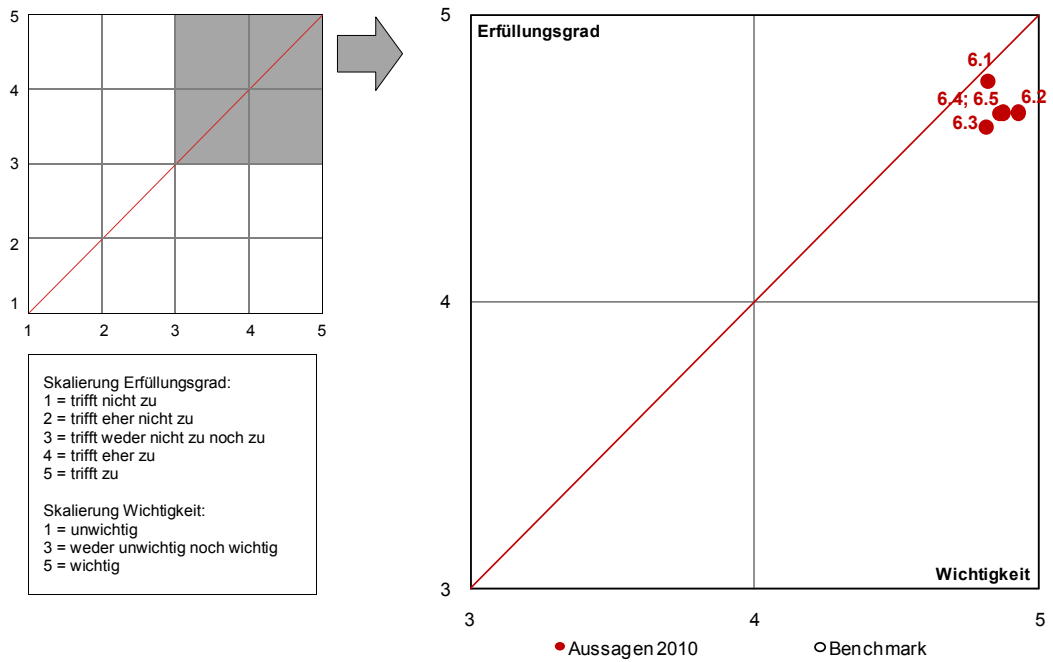 5
4
3
2
1
1 2 3 4 5
Skalierung Erfüllungsgrad:
1 = trifft nicht zu
2 = trifft eher nicht zu
3 = trifft weder nicht zu noch zu
4 = trifft eher zu
5 = trifft zu
Skalierung Wichtigkeit:
1 = unwichtig
3 = weder unwichtig noch wichtig
5 = wichtig
5
Erfüllungsgrad
6.1
6.4; 6.5 6.2
6.3
4
3
Wichtigkeit
3 4 5
Aussagen 2010 Benchmark